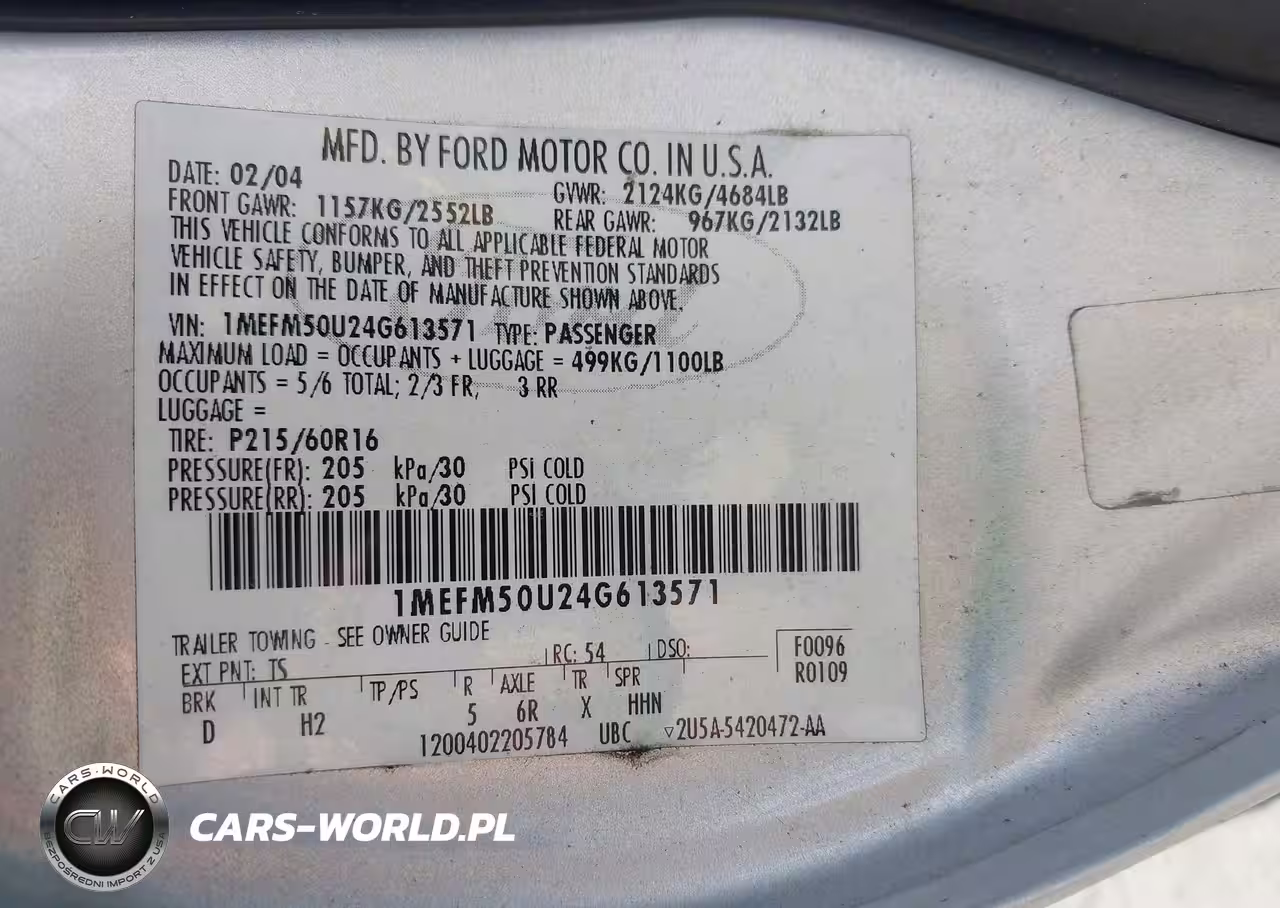 MFD. BY FORD MOTOR CO. IN U.S.A.
DATE: 02/04 GVWR: 2124KG/4684LB
FRONT GAWR: 1157KG/2552LB REAR GAWR: 967KG/2132LB
THIS VEHICLE CONFORMS TO ALL APPLICABLE FEDERAL MOTOR
VEHICLE SAFETY, BUMPER, AND THEFT PREVENTION STANDARDS
IN EFFECT ON THE DATE OF MANUFACTURE SHOWN ABOVE.
VIN: 1MEFM50U24G613571 TYPE: PASSENGER
MAXIMUM LOAD = OCCUPANTS + LUGGAGE = 499KG/1100LB
OCCUPANTS = 5/6 TOTAL; 2/3 FR, 3 RR
LUGGAGE =
TIRE: P215/60R16
PRESSURE(FR): 205 kPa/30 PSi COLD
PRESSURE(RR): 205 kPa/30 PSI COLD
1MEFM50U24G613571
TRAILER TOWING - SEE OWNER GUIDE
EXT PNT: TS RC: 54 DSO: F0096
R0109
BRK INT TR TP/PS R AXLE TR SPR
D H2 5 6R X HHN
1200402205784 UBC ▽2U5A-5420472-AA
CARS-WORLD
CW
BEZPOŚREDNI IMPORT Z USA
CARS-WORLD.PL